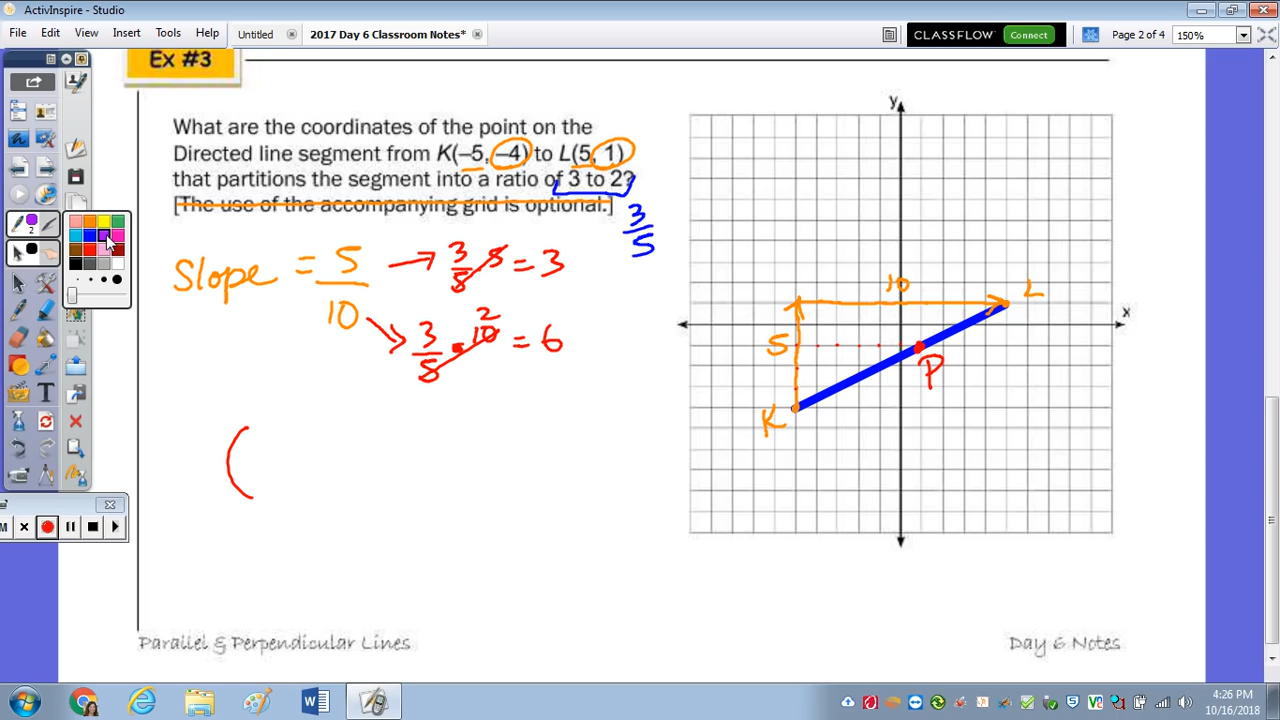 ActivInspire - Studio
File Edit View Insert Tools Help
Untitled
2017 Day 6 Classroom Notes*
CLASSFLOW
Connect
Page 2 of 4
150%
Ex #3
What are the coordinates of the point on the
Directed line segment from K(–5, –4) to L(5, 1)
that partitions the segment into a ratio of 3 to 2?
[The use of the accompanying grid is optional.]
3/5
Slope = 5/10
→ 3/5 · 5 = 3
→ 3/5 · 10 = 6
2
(
y
x
10
L
5
P
K
2
M
Parallel & Perpendicular Lines
Day 6 Notes
4:26 PM
10/16/2018